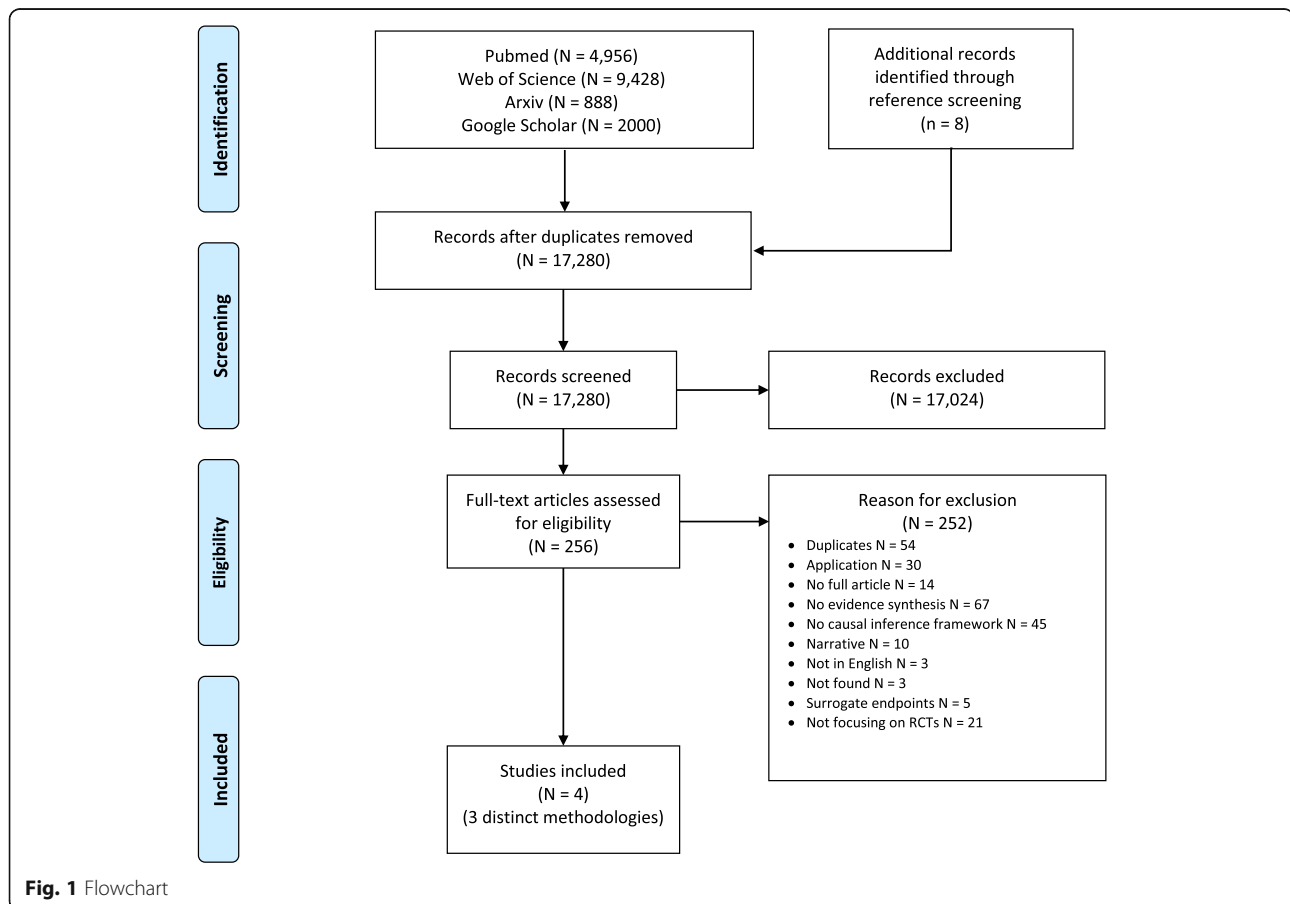 Identification
Pubmed (N = 4,956)
Web of Science (N = 9,428)
Arxiv (N = 888)
Google Scholar (N = 2000)
Additional records
identified through
reference screening
(n = 8)
Screening
Records after duplicates removed
(N = 17,280)
Records screened
(N = 17,280)
Records excluded
(N = 17,024)
Eligibility
Full-text articles assessed
for eligibility
(N = 256)
Reason for exclusion
(N = 252)
• Duplicates N = 54
• Application N = 30
• No full article N = 14
• No evidence synthesis N = 67
• No causal inference framework N = 45
• Narrative N = 10
• Not in English N = 3
• Not found N = 3
• Surrogate endpoints N = 5
• Not focusing on RCTs N = 21
Included
Studies included
(N = 4)
(3 distinct methodologies)
Fig. 1 Flowchart